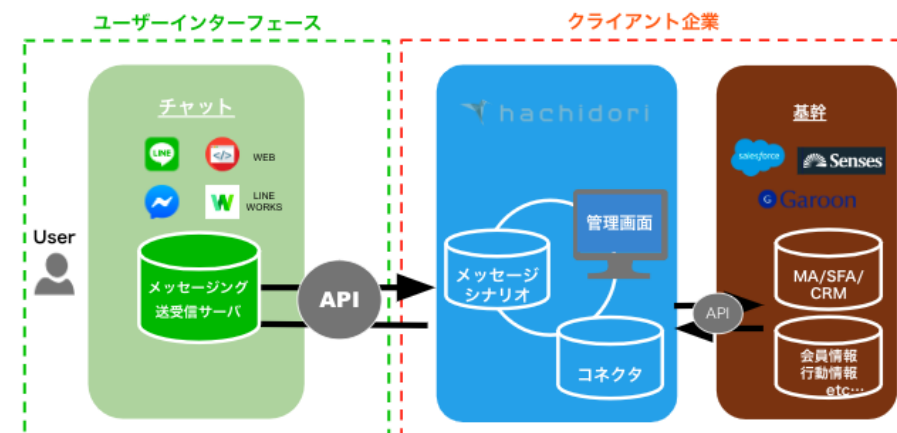 ユーザーインターフェース
クライアント企業
チャット
LINE
</>
WEB
LINE
WORKS
User
メッセージング
送受信サーバ
API
hachidori
管理画面
メッセージ
シナリオ
コネクタ
API
基幹
salesforce
Senses
G Garoon
MA/SFA/
CRM
会員情報
行動情報
etc…